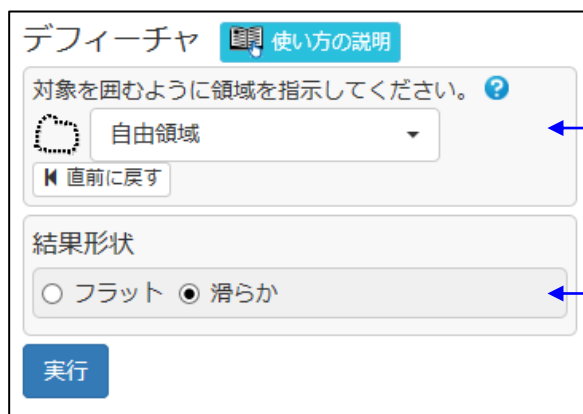 デフィーチャ 使い方の説明
対象を囲むように領域を指示してください。 ?
自由領域
直前に戻す
結果形状
フラット 滑らか
実行